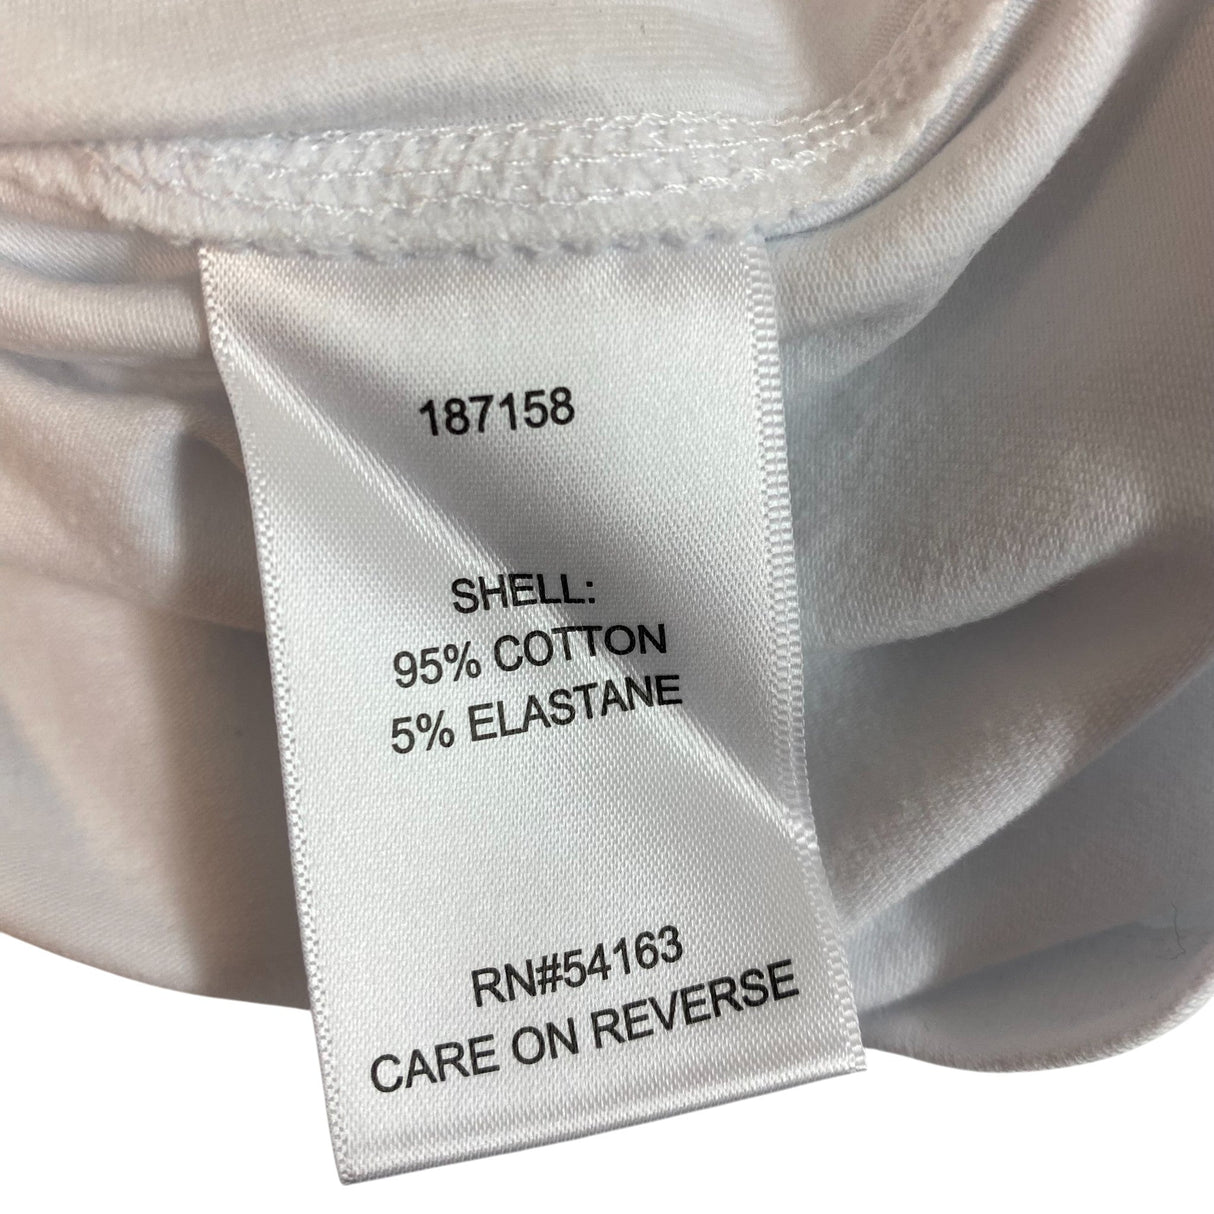 187158
SHELL:
95% COTTON
5% ELASTANE
RN#54163
CARE ON REVERSE